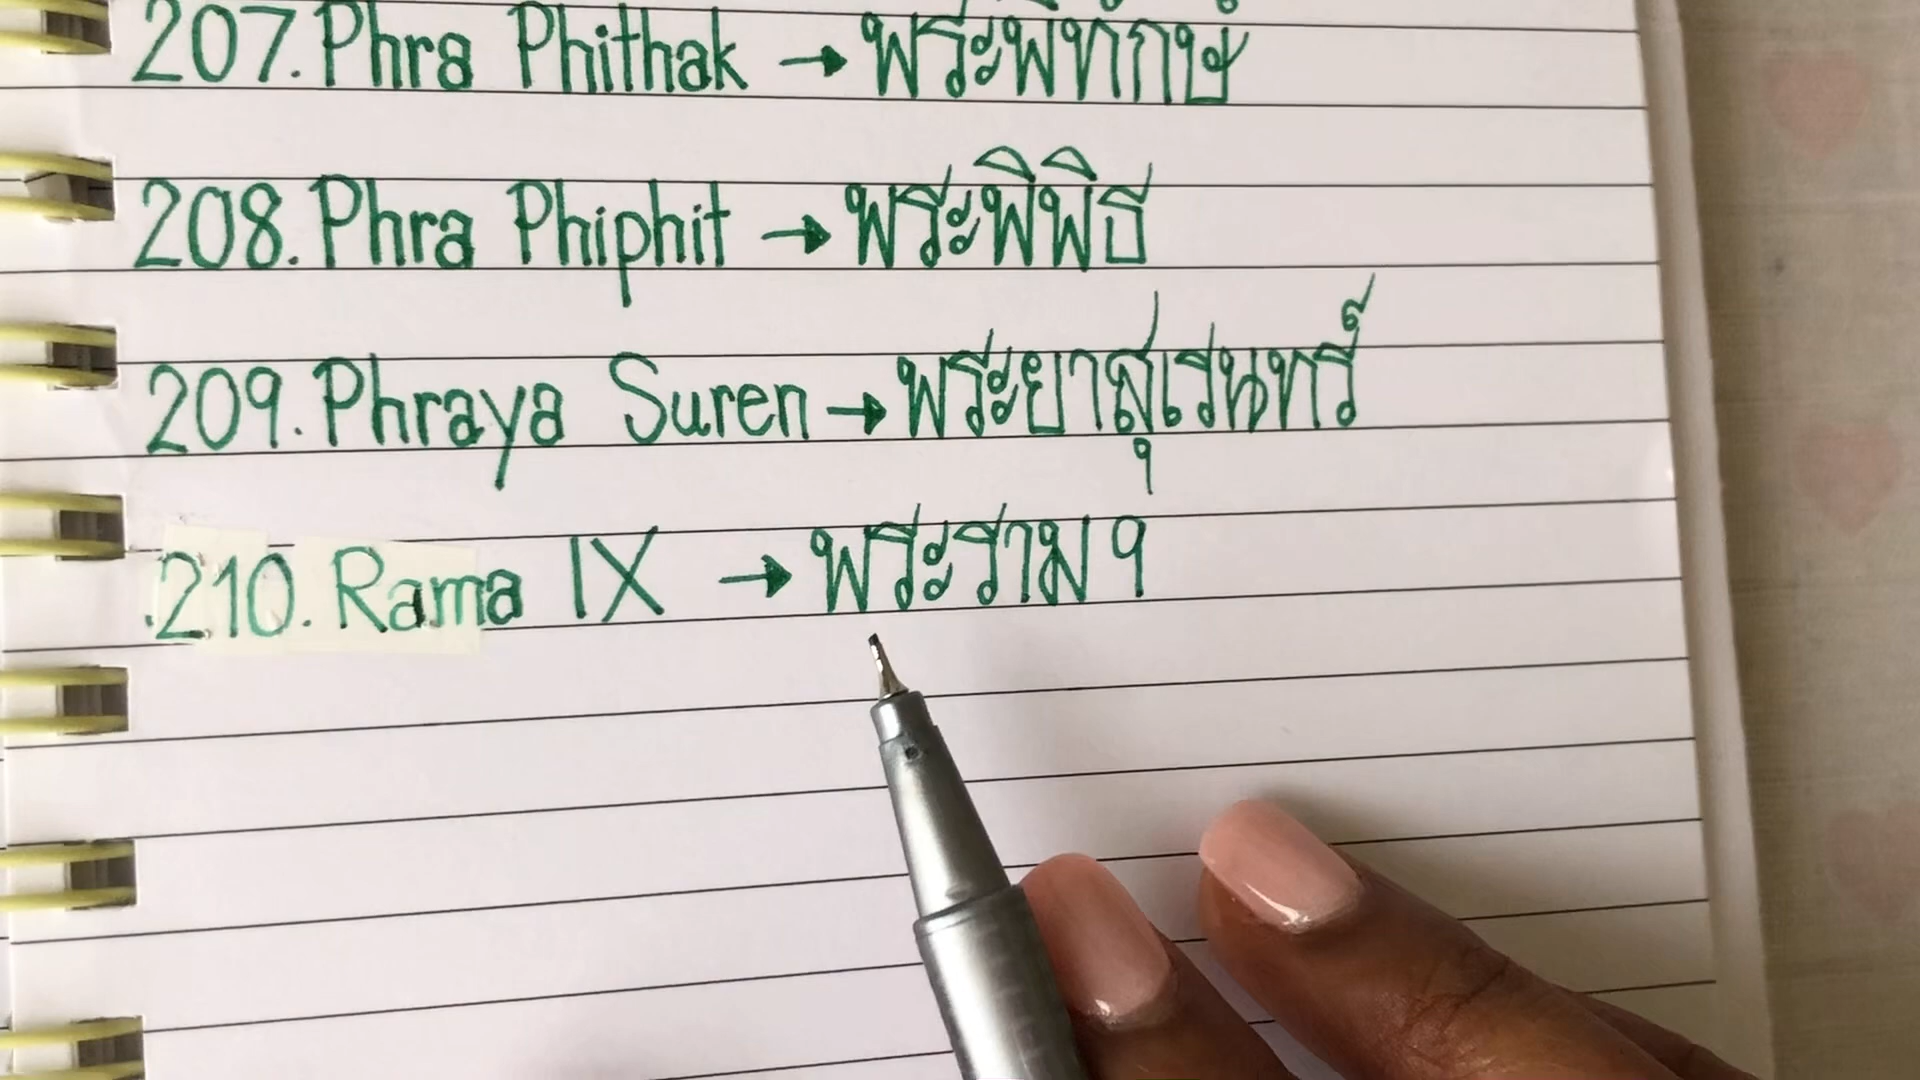 207. Phra Phithak → พระพิทักษ์
208. Phra Phiphit → พระพิพิธ
209. Phraya Suren → พระยาสุเรนทร์
210. Rama IX → พระราม ๆ